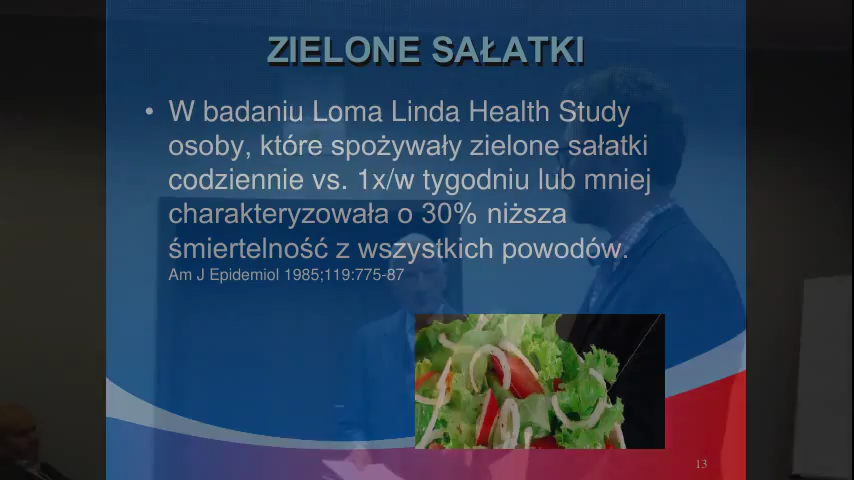 ZIELONE SAŁATKI
• W badaniu Loma Linda Health Study
osoby, które spożywały zielone sałatki
codziennie vs. 1x/w tygodniu lub mniej
charakteryzowała o 30% niższa
śmiertelność z wszystkich powodów.
Am J Epidemiol 1985;119:775-87
13